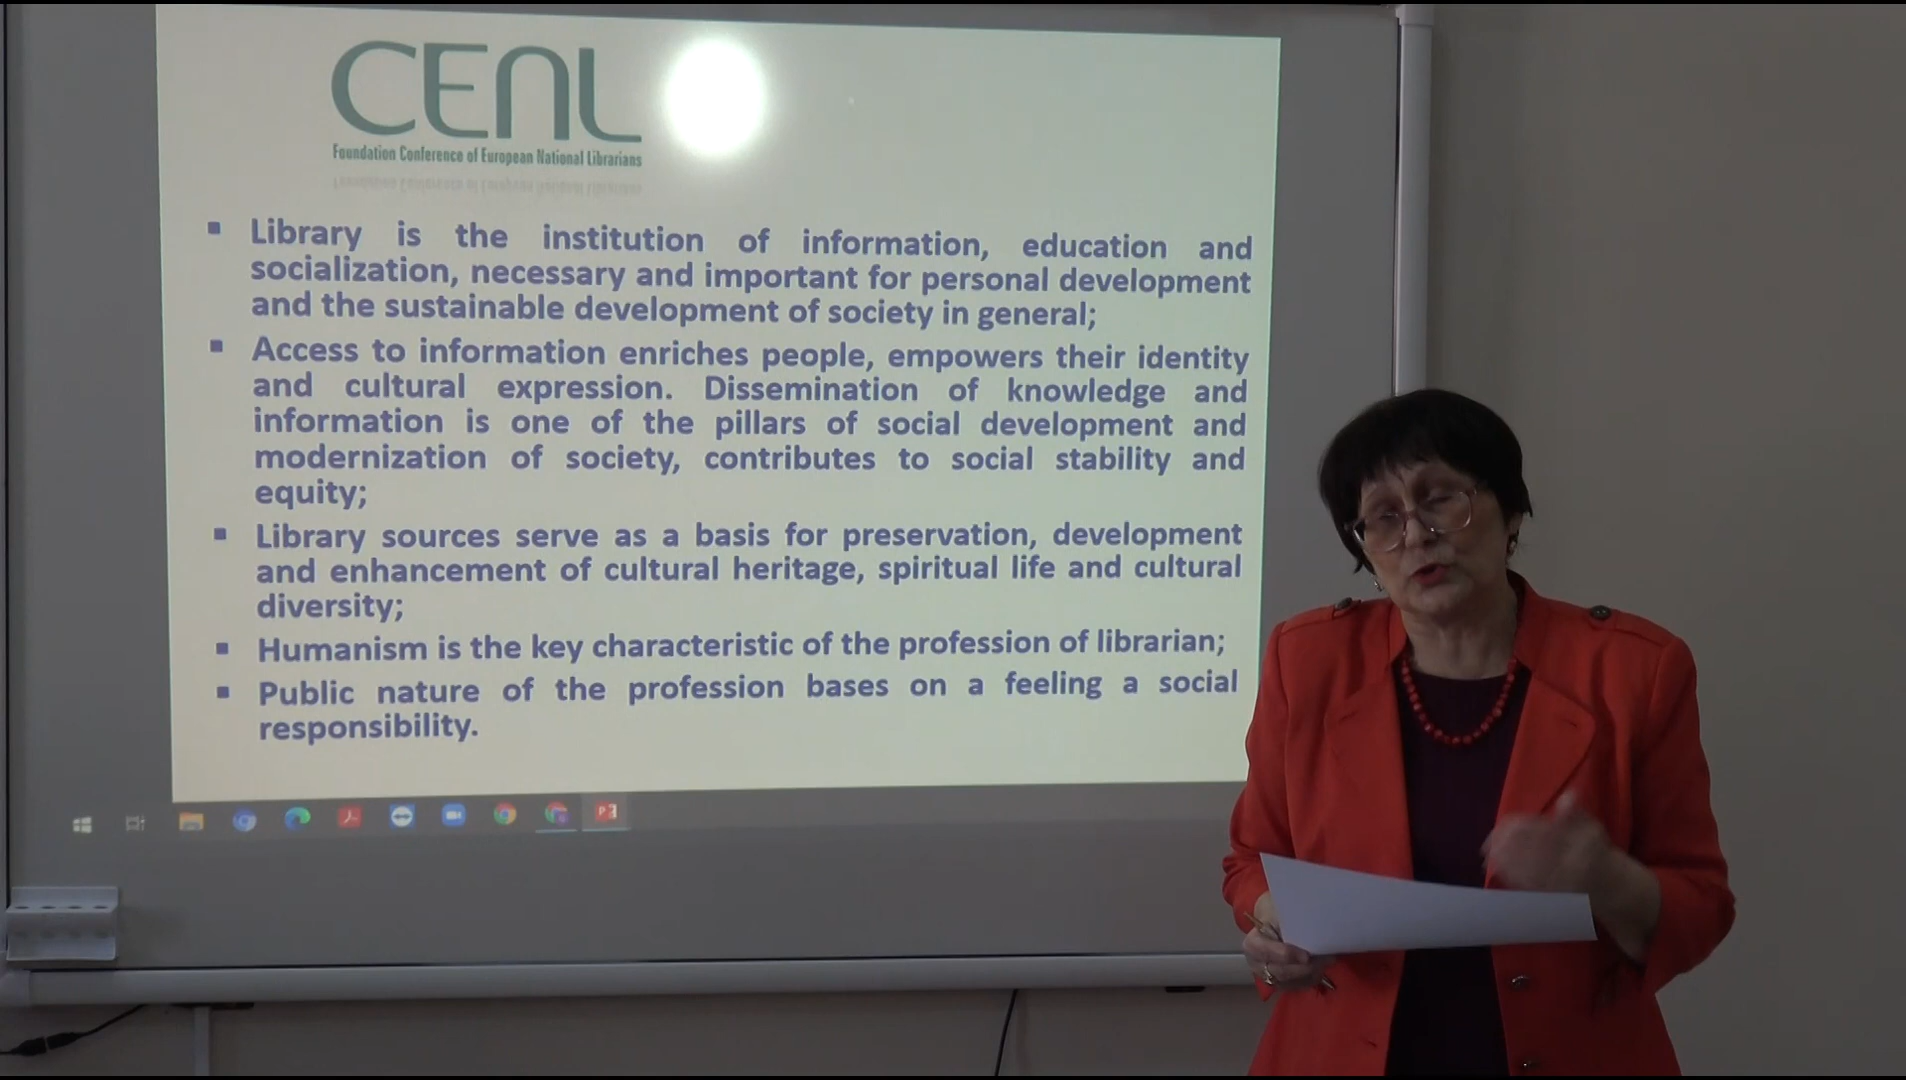 CENL
Foundation Conference of European National Librarians
Library is the institution of information, education and
socialization, necessary and important for personal development
and the sustainable development of society in general;
Access to information enriches people, empowers their identity
and cultural expression. Dissemination of knowledge and
information is one of the pillars of social development and
modernization of society, contributes to social stability and
equity;
Library sources serve as a basis for preservation, development
and enhancement of cultural heritage, spiritual life and cultural
diversity;
Humanism is the key characteristic of the profession of librarian;
Public nature of the profession bases on a feeling a social
responsibility.